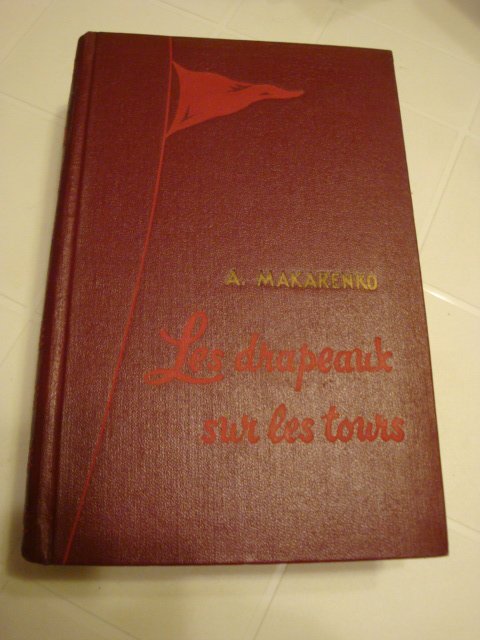 A. MAKARENKO
Les drapeaux
sur les tours